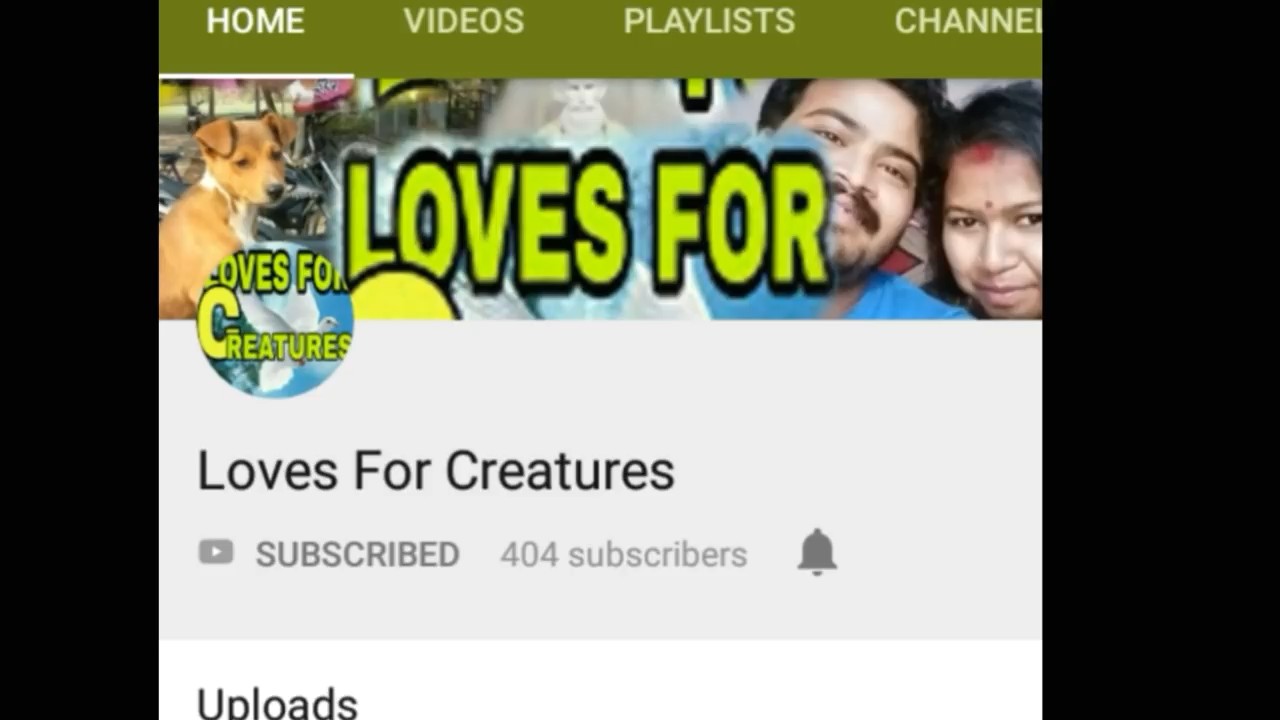 HOME VIDEOS PLAYLISTS CHANNEL
LOVES FOR
LOVES FOR
CREATURES
Loves For Creatures
SUBSCRIBED 404 subscribers
Uploads